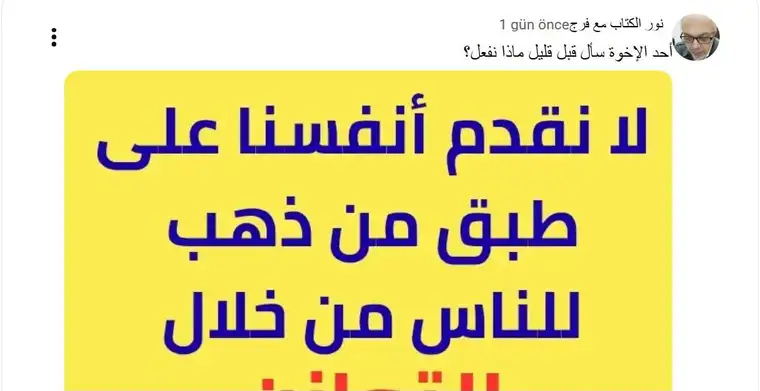 نور الكتاب مع فرج 1 gün önce
أحد الإخوة سأل قبل قليل ماذا نفعل؟
لا نقدم أنفسنا على
طبق من ذهب
للناس من خلال